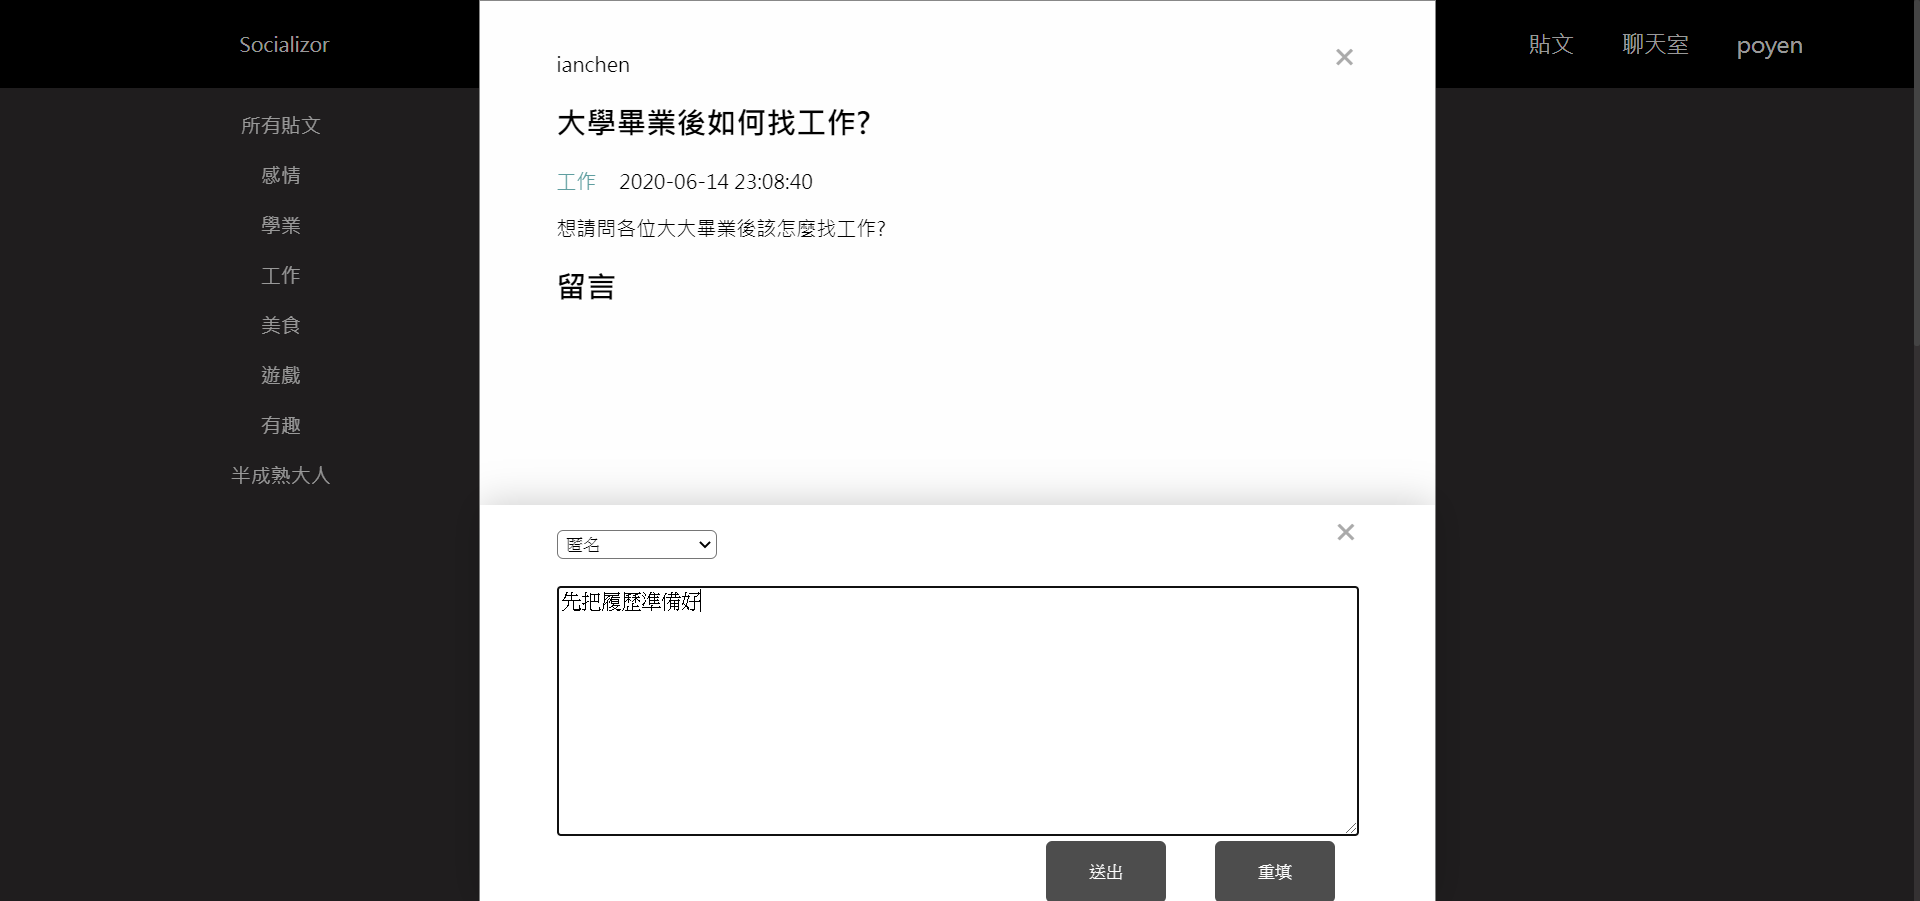 Socializor
貼文 聊天室 poyen
所有貼文
感情
學業
工作
美食
遊戲
有趣
半成熟大人
ianchen
×
大學畢業後如何找工作?
工作 2020-06-14 23:08:40
想請問各位大大畢業後該怎麼找工作?
留言
匿名
×
先把履歷準備好
送出 重填